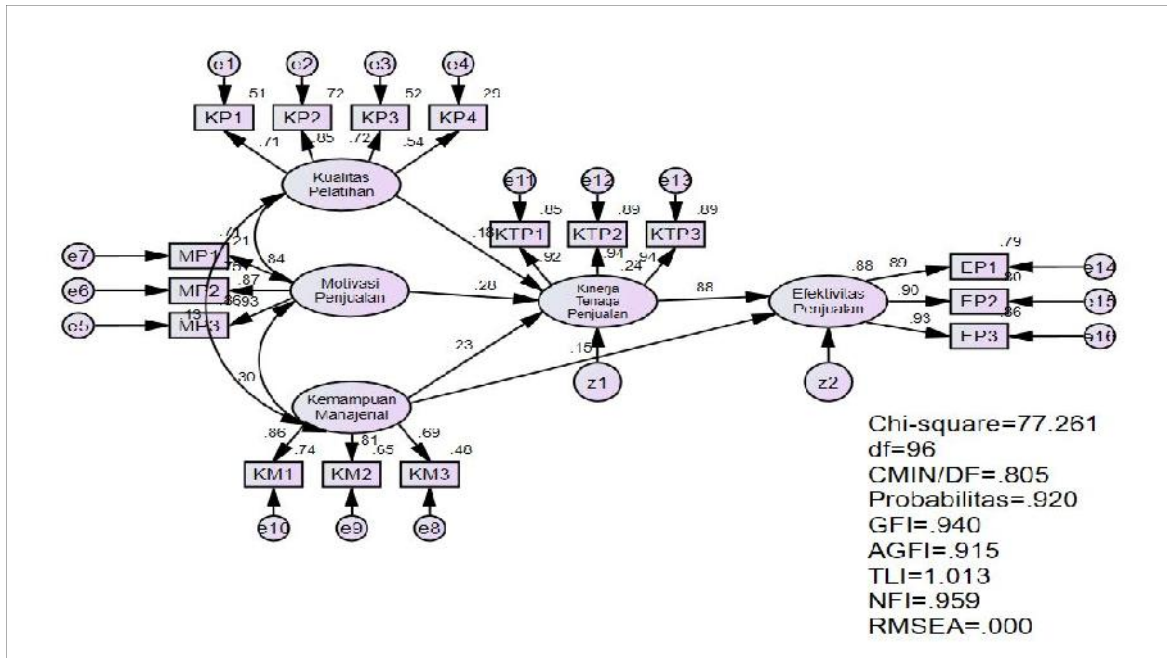 e1 e2 e3 e4
.51 .72 .52 .29
KP1 KP2 KP3 KP4
.71 .85 .72 .54
Kualitas
Pelatihan
e11 e12 e13
.85 .89 .89
KTP1 KTP2 KTP3
.92 .94 .94
.18
.24
Kinerja
Tenaga
Penjualan
e7 MP1 .71 .21
e6 MP2 .87
e5 MP3 .93
.84
.13
Motivasi
Penjualan
.28
.88
.88
Efektivitas
Penjualan
.79
.89 EP1 e14
.80
.90 EP2 e15
.86
.93 EP3 e16
.23
.15
z1 z2
.30
Kemampuan
Manajerial
.86 .81 .69
.74 .65 .48
KM1 KM2 KM3
e10 e9 e8
Chi-square=77.261
df=96
CMIN/DF=.805
Probabilitas=.920
GFI=.940
AGFI=.915
TLI=1.013
NFI=.959
RMSEA=.000